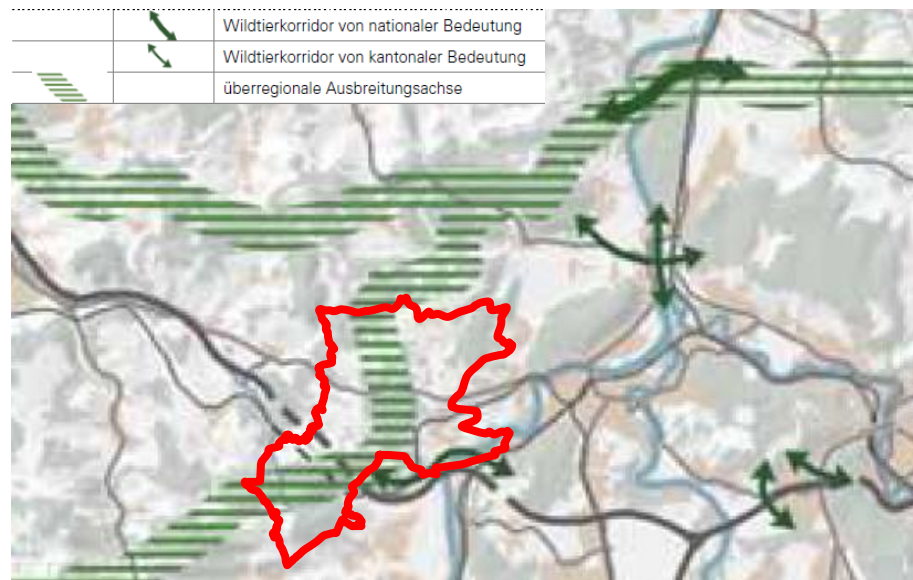 Wildtierkorridor von nationaler Bedeutung
Wildtierkorridor von kantonaler Bedeutung
überregionale Ausbreitungsachse